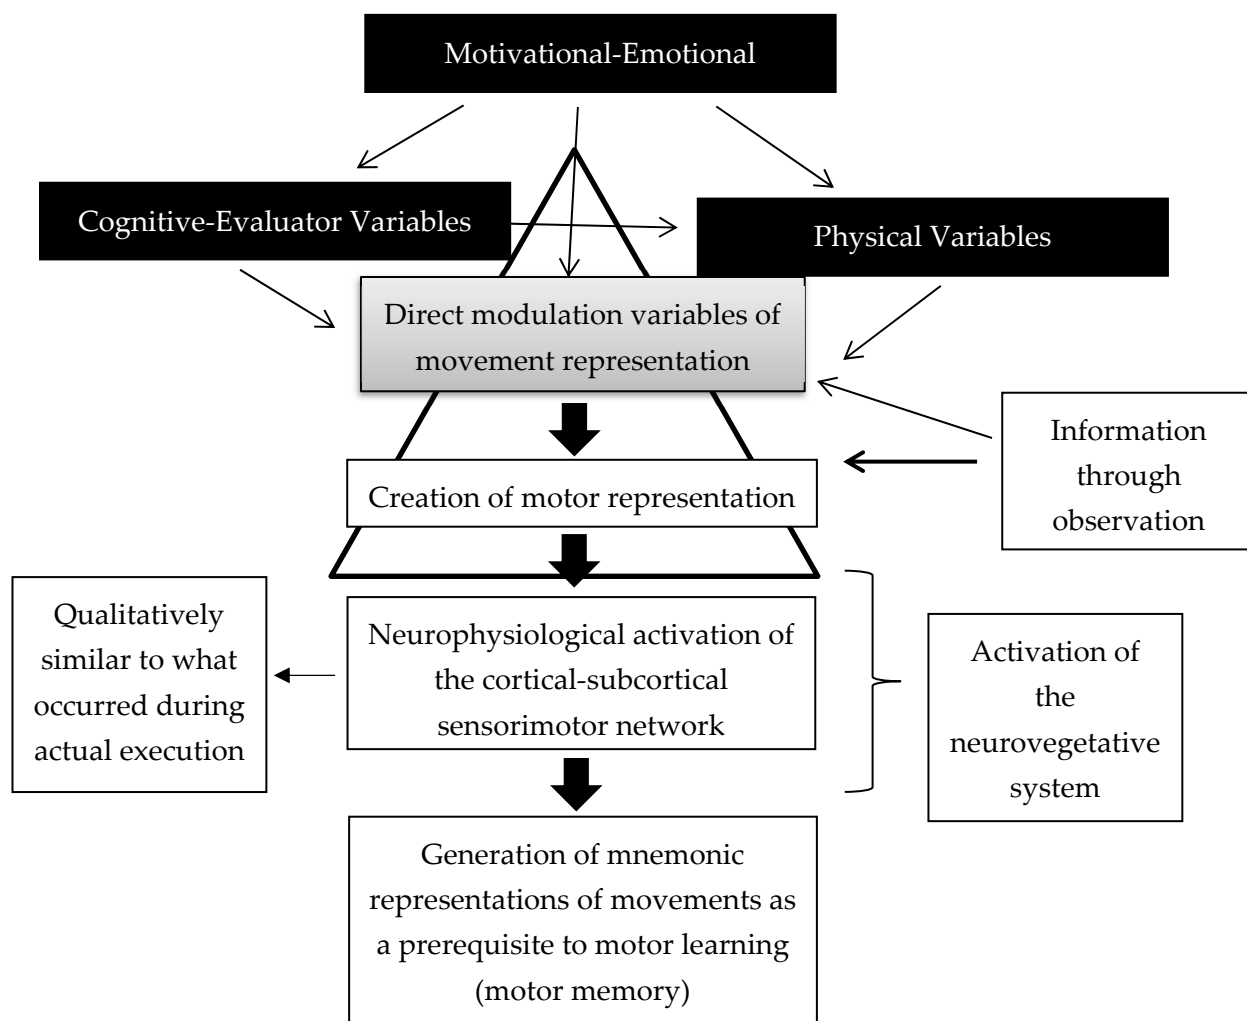 Motivational-Emotional
Cognitive-Evaluator Variables
Physical Variables
Direct modulation variables of
movement representation
Information
through
observation
Creation of motor representation
Qualitatively
similar to what
occurred during
actual execution
Neurophysiological activation of
the cortical-subcortical
sensorimotor network
Activation of
the
neurovegetative
system
Generation of mnemonic
representations of movements as
a prerequisite to motor learning
(motor memory)